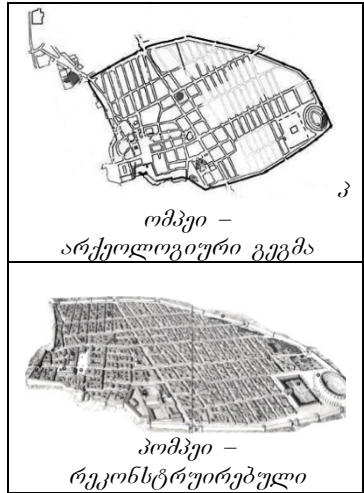 პ
ომპეი –
არქეოლოგიური გეგმა
პომპეი –
რეკონსტრუირებული